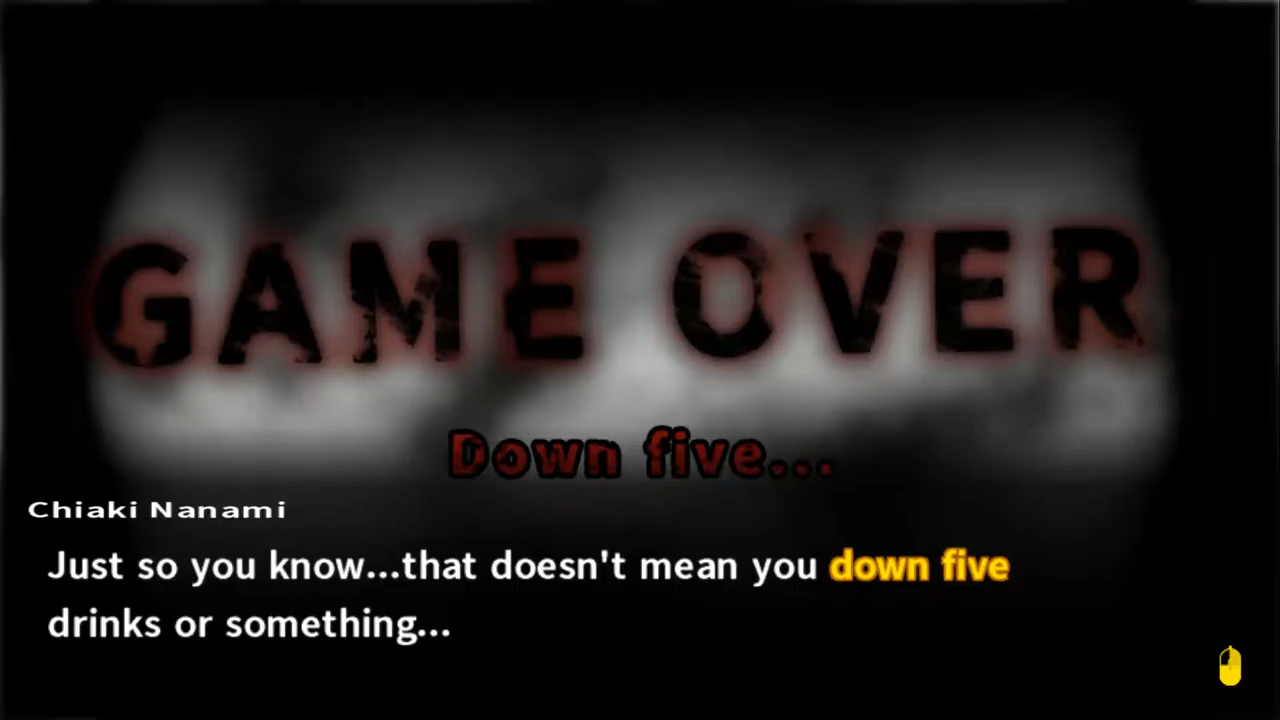 GAME OVER
Down five...
Chiaki Nanami
Just so you know...that doesn't mean you down five
drinks or something...